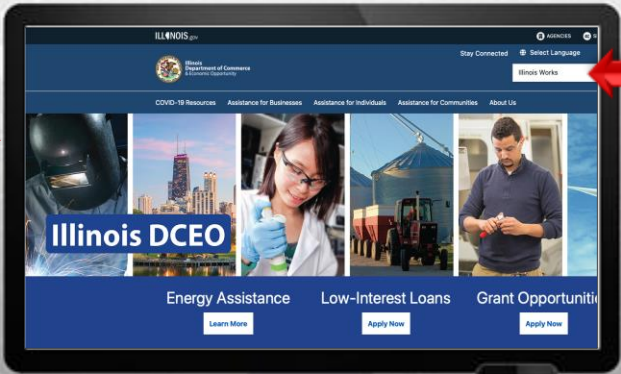 ILLINOIS.gov
AGENCIES
Stay Connected
Select Language
Illinois
Department of Commerce
& Economic Opportunity
Illinois Works
COVID-19 Resources
Assistance for Businesses
Assistance for Individuals
Assistance for Communities
About Us
Illinois DCEO
Energy Assistance
Low-Interest Loans
Grant Opportuniti
Learn More
Apply Now
Apply Now